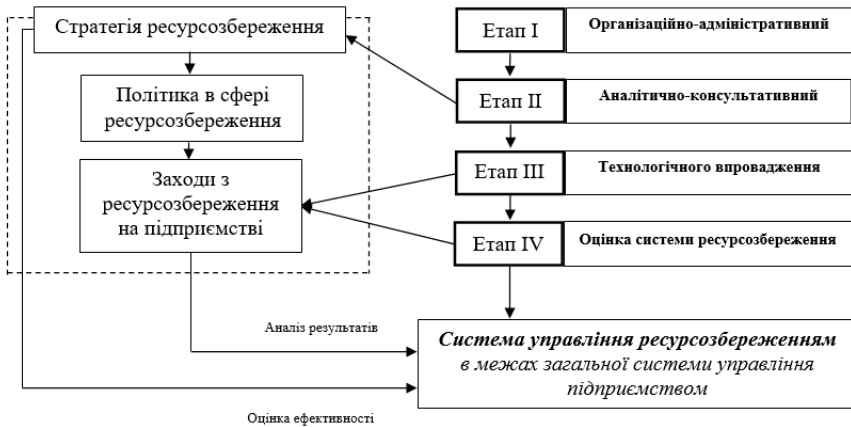 Стратегія ресурсозбереження
Політика в сфері
ресурсозбереження
Заходи з
ресурсозбереження
на підприємстві
Етап I
Організаційно-адміністративний
Етап II
Аналітично-консультативний
Етап III
Технологічного впровадження
Етап IV
Оцінка системи ресурсозбереження
Аналіз результатів
Система управління ресурсозбереженням
в межах загальної системи управління
підприємством
Оцінка ефективності